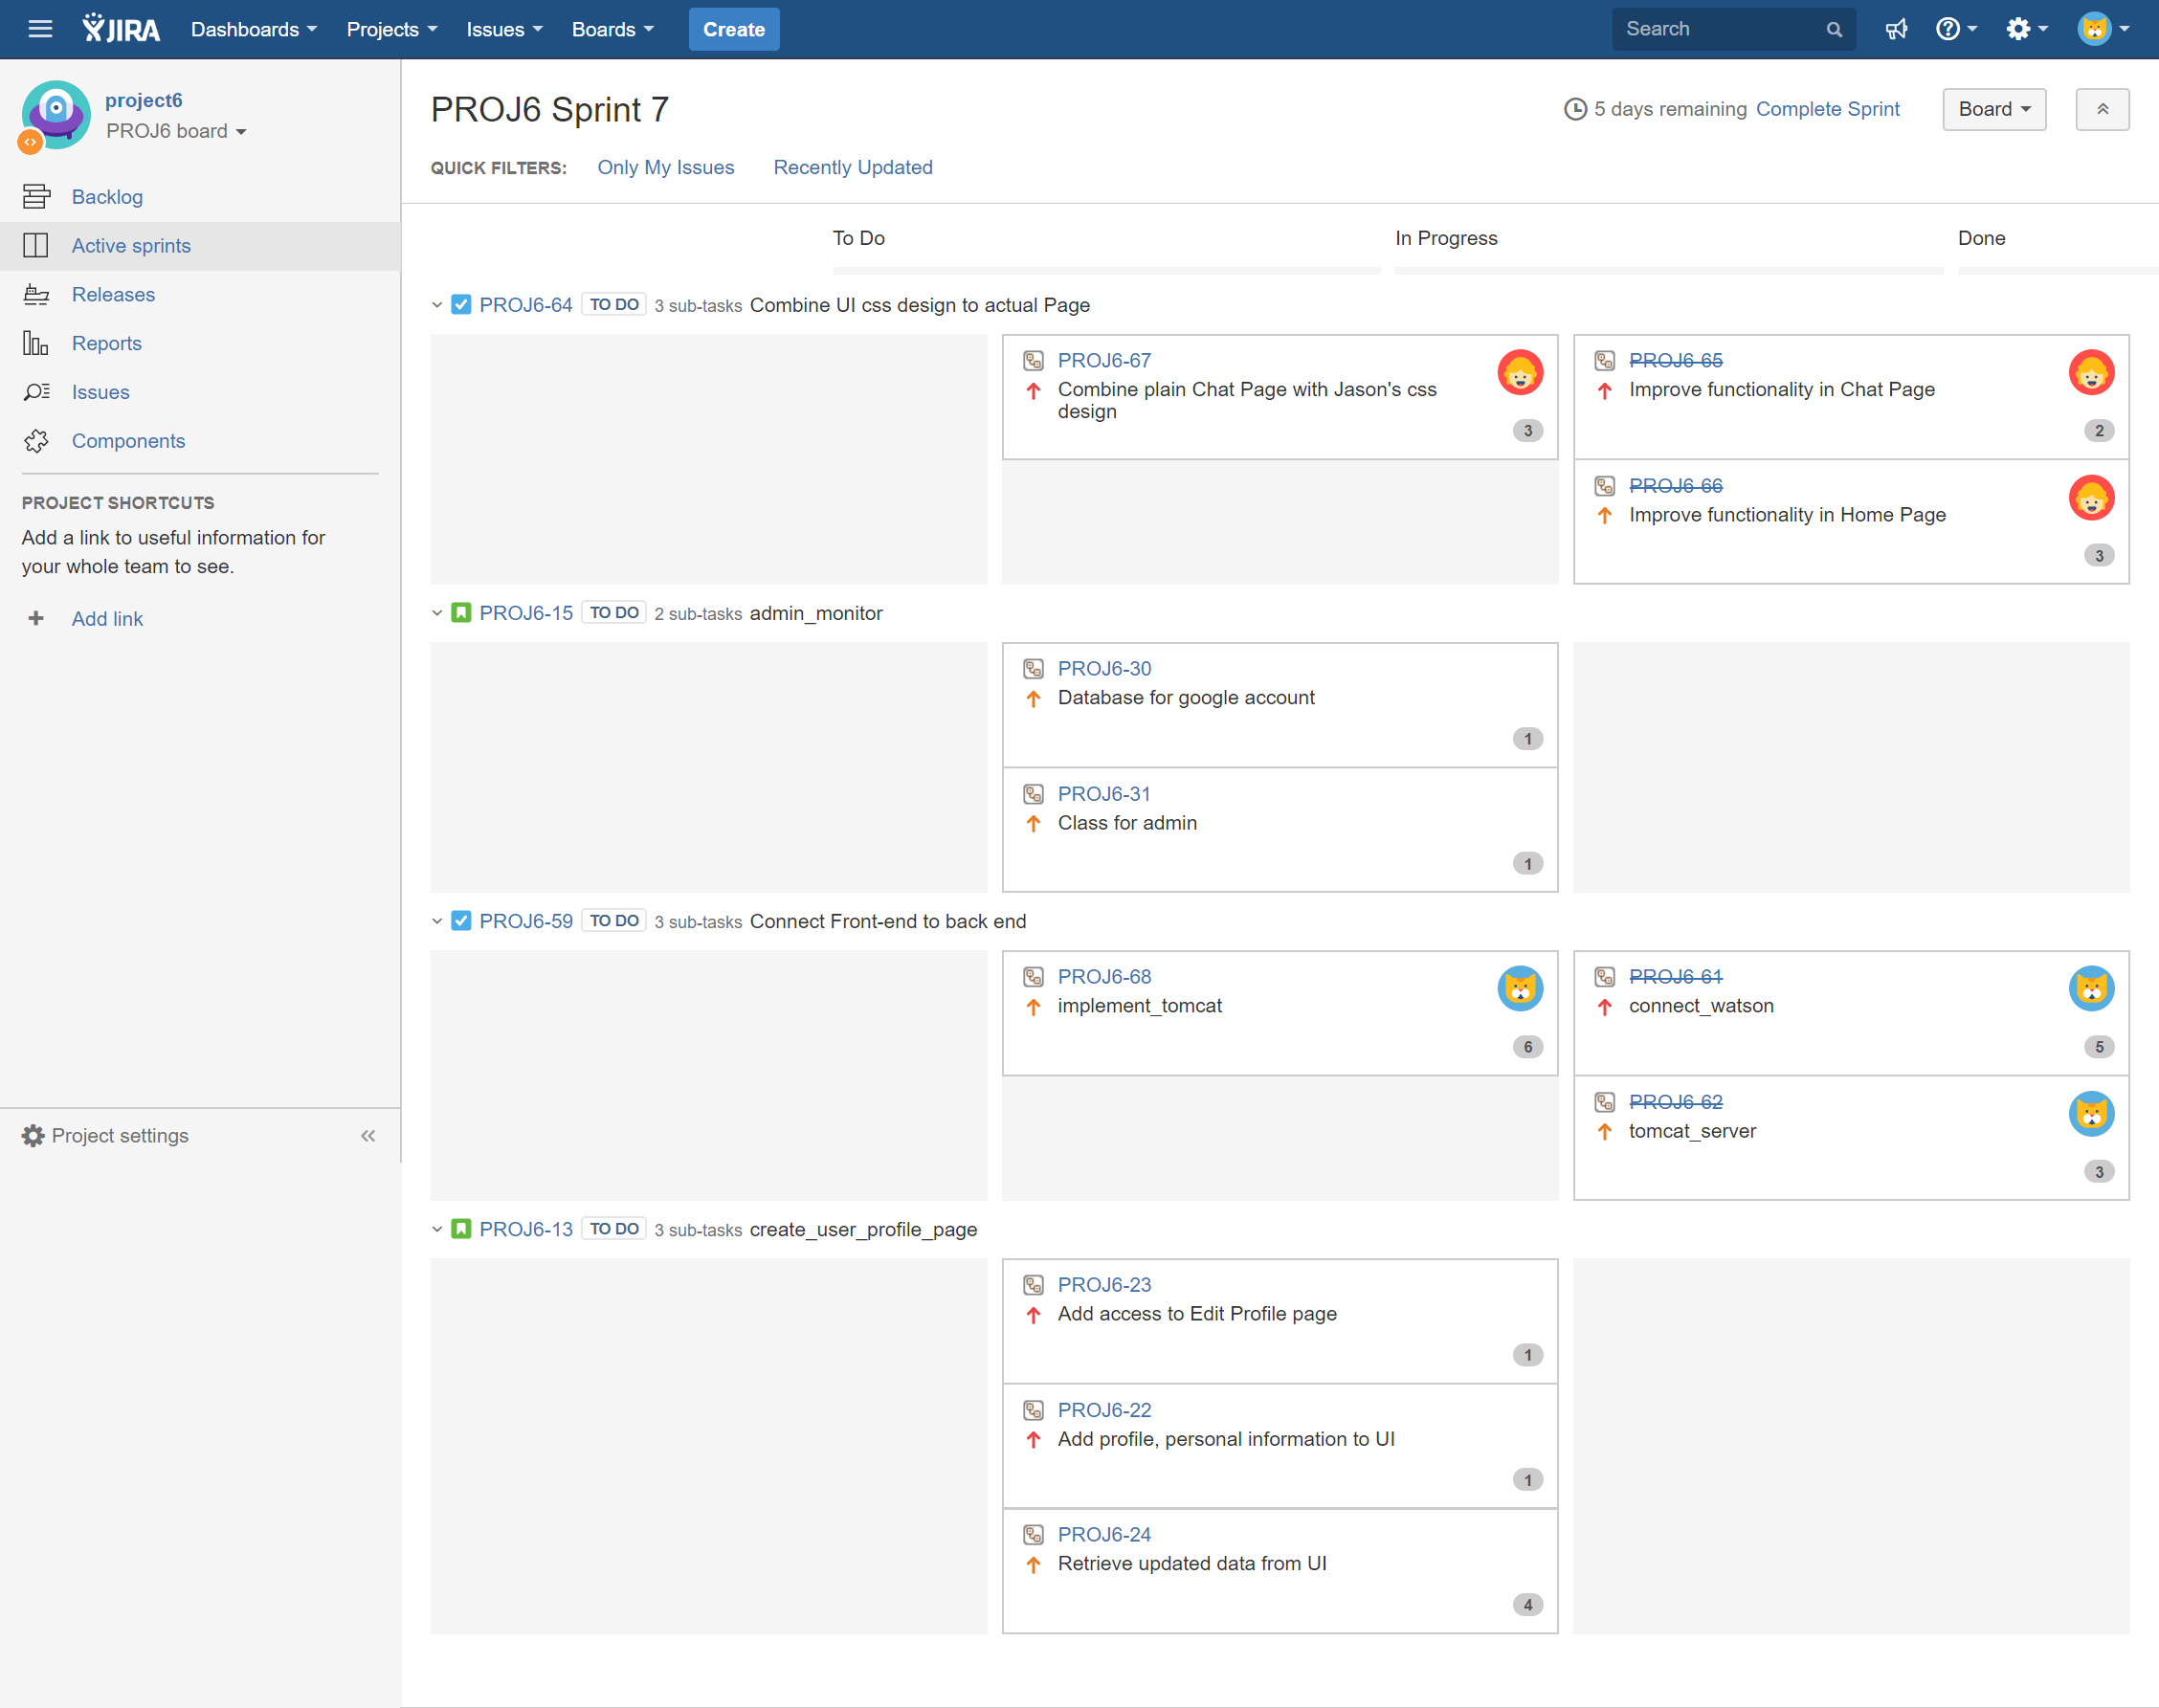 JIRA Dashboards Projects Issues Boards Create Search
project6
PROJ6 board
Backlog
Active sprints
Releases
Reports
Issues
Components
PROJECT SHORTCUTS
Add a link to useful information for
your whole team to see.
Add link
Project settings
PROJ6 Sprint 7
5 days remaining Complete Sprint Board
QUICK FILTERS: Only My Issues Recently Updated
To Do In Progress Done
PROJ6-64 TO DO 3 sub-tasks Combine UI css design to actual Page
PROJ6-67
Combine plain Chat Page with Jason's css
design
3
PROJ6-65
Improve functionality in Chat Page
2
PROJ6-66
Improve functionality in Home Page
3
PROJ6-15 TO DO 2 sub-tasks admin_monitor
PROJ6-30
Database for google account
1
PROJ6-31
Class for admin
1
PROJ6-59 TO DO 3 sub-tasks Connect Front-end to back end
PROJ6-68
implement_tomcat
6
PROJ6-61
connect_watson
5
PROJ6-62
tomcat_server
3
PROJ6-13 TO DO 3 sub-tasks create_user_profile_page
PROJ6-23
Add access to Edit Profile page
1
PROJ6-22
Add profile, personal information to UI
1
PROJ6-24
Retrieve updated data from UI
4